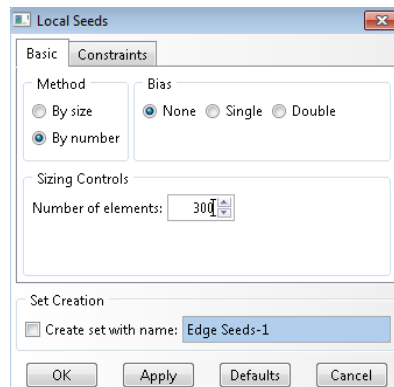 Local Seeds
Basic Constraints
Method Bias
By size None Single Double
By number
Sizing Controls
Number of elements: 300
Set Creation
Create set with name: Edge Seeds-1
OK Apply Defaults Cancel